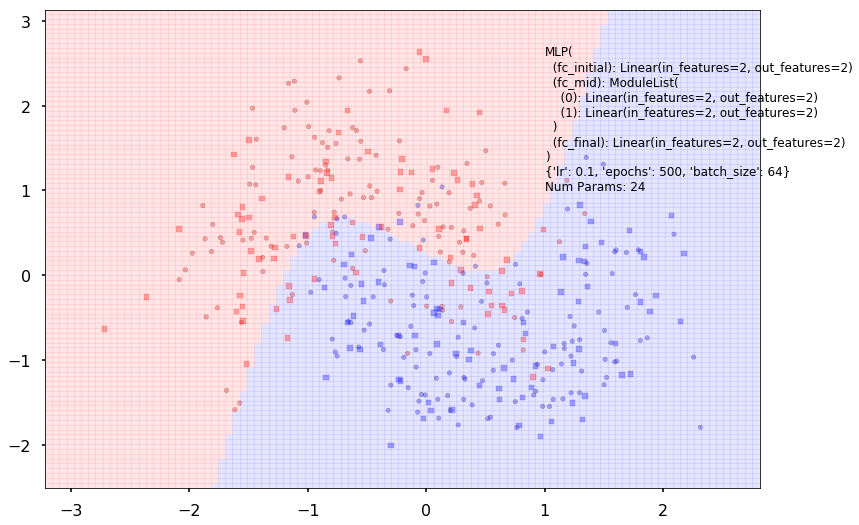 3
2
1
0
−1
−2
−3
−2
−1
0
1
2
MLP(
(fc_initial): Linear(in_features=2, out_features=2)
(fc_mid): ModuleList(
(0): Linear(in_features=2, out_features=2)
(1): Linear(in_features=2, out_features=2)
)
(fc_final): Linear(in_features=2, out_features=2)
)
{'lr': 0.1, 'epochs': 500, 'batch_size': 64}
Num Params: 24